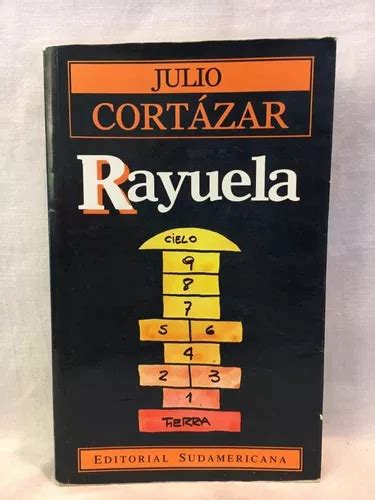 JULIO
CORTÁZAR
Rayuela
CIELO
9
8
7
5 6
4
2 3
1
TIERRA
EDITORIAL SUDAMERICANA